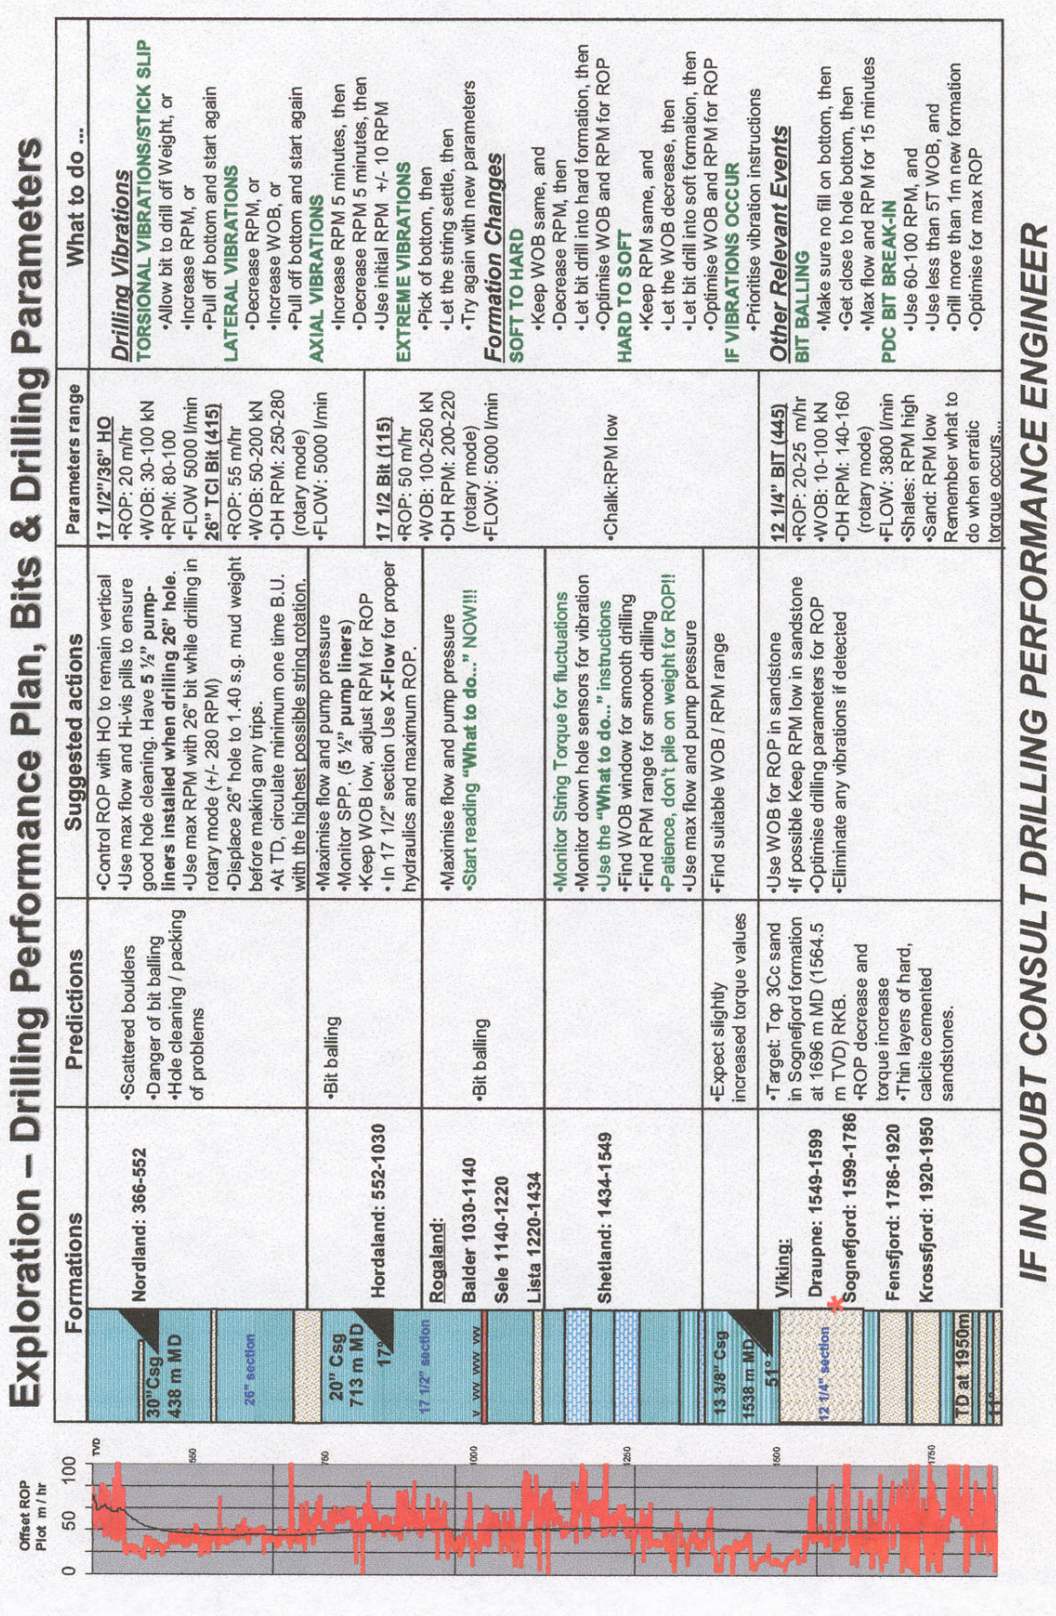 Exploration – Drilling Performance Plan, Bits & Drilling Parameters
Offset ROP
Plot m / hr
0 50 100
TVD
550
750
1000
1250
1500
1750
Formations
30"Csg
438 m MD
26" section
20" Csg
713 m MD
17°
17 1/2" section
v vv vv vv
13 3/8" Csg
1538 m MD
51°
12 1/4" section
TD at 1950m
Nordland: 366-552
Hordaland: 552-1030
Rogaland:
Balder 1030-1140
Sele 1140-1220
Lista 1220-1434
Shetland: 1434-1549
Viking:
Draupne: 1549-1599
*Sognefjord: 1599-1786
Fensfjord: 1786-1920
Krossfjord: 1920-1950
Predictions
•Scattered boulders
•Danger of bit balling
•Hole cleaning / packing
of problems
•Bit balling
•Bit balling
•Expect slightly
increased torque values
•Target: Top 3Cc sand
in Sognefjord formation
at 1696 m MD (1564.5
m TVD) RKB.
•ROP decrease and
torque increase
•Thin layers of hard,
calcite cemented
sandstones.
Suggested actions
•Control ROP with HO to remain vertical
•Use max flow and Hi-vis pills to ensure
good hole cleaning. Have 5 ½" pump-
liners installed when drilling 26" hole.
•Use max RPM with 26" bit while drilling in
rotary mode (+/- 280 RPM)
•Displace 26" hole to 1.40 s.g. mud weight
before making any trips.
•At TD, circulate minimum one time B.U.
with the highest possible string rotation.
•Maximise flow and pump pressure
•Monitor SPP. (5 ½" pump liners)
•Keep WOB low, adjust RPM for ROP
• In 17 1/2" section Use X-Flow for proper
hydraulics and maximum ROP.
•Maximise flow and pump pressure
•Start reading "What to do..." NOW!!!
•Monitor String Torque for fluctuations
•Monitor down hole sensors for vibration
•Use the "What to do..." instructions
•Find WOB window for smooth drilling
•Find RPM range for smooth drilling
•Patience, don't pile on weight for ROP!!
•Use max flow and pump pressure
•Find suitable WOB / RPM range
•Use WOB for ROP in sandstone
•If possible Keep RPM low in sandstone
•Optimise drilling parameters for ROP
•Eliminate any vibrations if detected
Parameters range
17 1/2"/36" HO
•ROP: 20 m/hr
•WOB: 30-100 kN
•RPM: 80-100
•FLOW 5000 l/min
26" TCI Bit (415)
•ROP: 55 m/hr
•WOB: 50-200 kN
•DH RPM: 250-280
(rotary mode)
•FLOW: 5000 l/min
17 1/2 Bit (115)
•ROP: 50 m/hr
•WOB: 100-250 kN
•DH RPM: 200-220
(rotary mode)
•FLOW: 5000 l/min
•Chalk:RPM low
12 1/4" BIT (445)
•ROP: 20-25 m/hr
•WOB: 10-100 kN
•DH RPM: 140-160
(rotary mode)
•FLOW: 3800 l/min
•Shales: RPM high
•Sand: RPM low
Remember what to
do when erratic
torque occurs...
What to do ...
Drilling Vibrations
TORSIONAL VIBRATIONS/STICK SLIP
•Allow bit to drill off Weight, or
•Increase RPM, or
•Pull off bottom and start again
LATERAL VIBRATIONS
•Decrease RPM, or
•Increase WOB, or
•Pull off bottom and start again
AXIAL VIBRATIONS
•Increase RPM 5 minutes, then
•Decrease RPM 5 minutes, then
•Use initial RPM +/- 10 RPM
EXTREME VIBRATIONS
•Pick of bottom, then
•Let the string settle, then
•Try again with new parameters
Formation Changes
SOFT TO HARD
•Keep WOB same, and
•Decrease RPM, then
•Let bit drill into hard formation, then
•Optimise WOB and RPM for ROP
HARD TO SOFT
•Keep RPM same, and
•Let the WOB decrease, then
•Let bit drill into soft formation, then
•Optimise WOB and RPM for ROP
IF VIBRATIONS OCCUR
•Prioritise vibration instructions
Other Relevant Events
BIT BALLING
•Make sure no fill on bottom, then
•Get close to hole bottom, then
•Max flow and RPM for 15 minutes
PDC BIT BREAK-IN
•Use 60-100 RPM, and
•Use less than 5T WOB, and
•Drill more than 1m new formation
•Optimise for max ROP
IF IN DOUBT CONSULT DRILLING PERFORMANCE ENGINEER